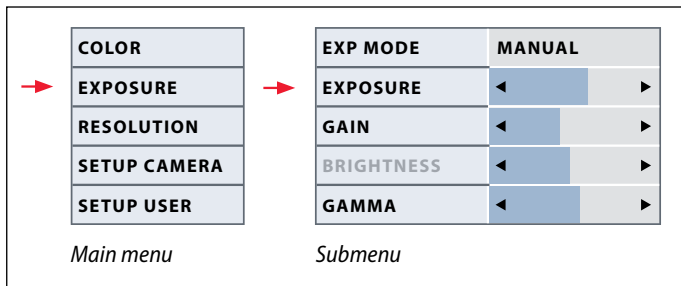 COLOR
EXPOSURE
RESOLUTION
SETUP CAMERA
SETUP USER
Main menu
EXP MODE MANUAL
EXPOSURE
GAIN
BRIGHTNESS
GAMMA
Submenu